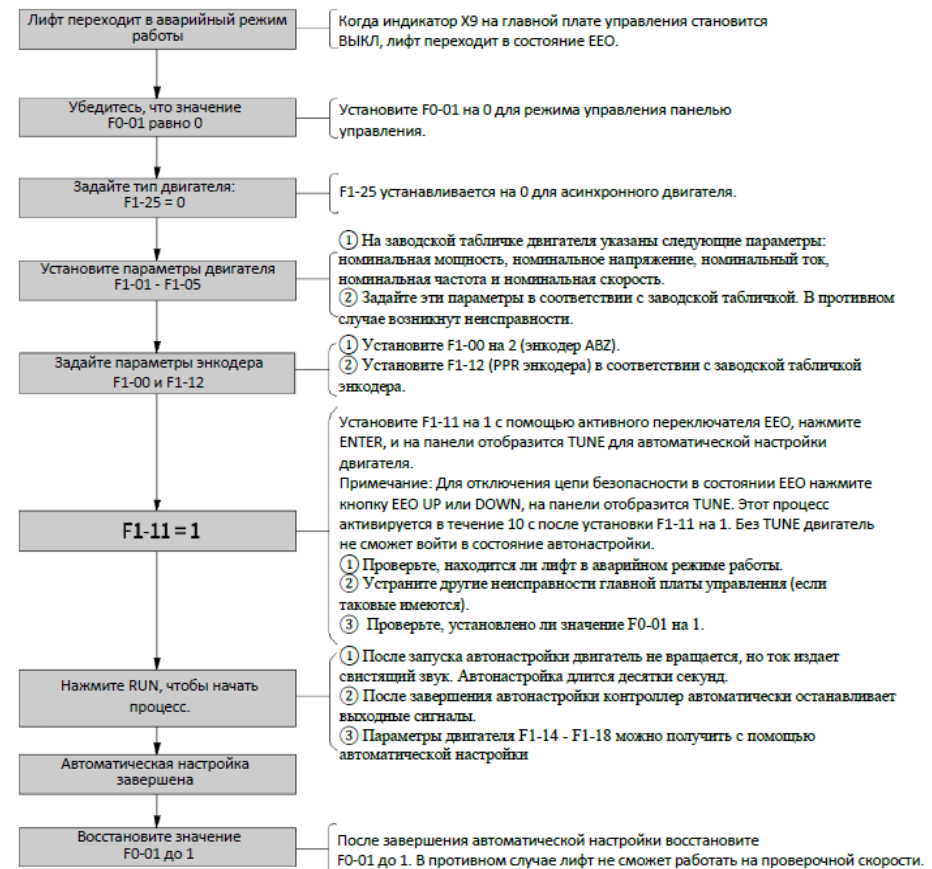 Лифт переходит в аварийный режим
работы
Когда индикатор X9 на главной плате управления становится
ВЫКЛ, лифт переходит в состояние EEO.
Убедитесь, что значение
F0-01 равно 0
Установите F0-01 на 0 для режима управления панелью
управления.
Задайте тип двигателя:
F1-25 = 0
F1-25 устанавливается на 0 для асинхронного двигателя.
Установите параметры двигателя
F1-01 - F1-05
① На заводской табличке двигателя указаны следующие параметры:
номинальная мощность, номинальное напряжение, номинальный ток,
номинальная частота и номинальная скорость.
② Задайте эти параметры в соответствии с заводской табличкой. В противном
случае возникнут неисправности.
Задайте параметры энкодера
F1-00 и F1-12
① Установите F1-00 на 2 (энкодер ABZ).
② Установите F1-12 (PPR энкодера) в соответствии с заводской табличкой
энкодера.
F1-11 = 1
Установите F1-11 на 1 с помощью активного переключателя EEO, нажмите
ENTER, и на панели отобразится TUNE для автоматической настройки
двигателя.
Примечание: Для отключения цепи безопасности в состоянии EEO нажмите
кнопку EEO UP или DOWN, на панели отобразится TUNE. Этот процесс
активируется в течение 10 с после установки F1-11 на 1. Без TUNE двигатель
не сможет войти в состояние автонастройки.
① Проверьте, находится ли лифт в аварийном режиме работы.
② Устраните другие неисправности главной платы управления (если
таковые имеются).
③ Проверьте, установлено ли значение F0-01 на 1.
Нажмите RUN, чтобы начать
процесс.
① После запуска автонастройки двигатель не вращается, но ток издает
свистящий звук. Автонастройка длится десятки секунд.
② После завершения автонастройки контроллер автоматически останавливает
выходные сигналы.
③ Параметры двигателя F1-14 - F1-18 можно получить с помощью
автоматической настройки
Автоматическая настройка
завершена
Восстановите значение
F0-01 до 1
После завершения автоматической настройки восстановите
F0-01 до 1. В противном случае лифт не сможет работать на проверочной скорости.